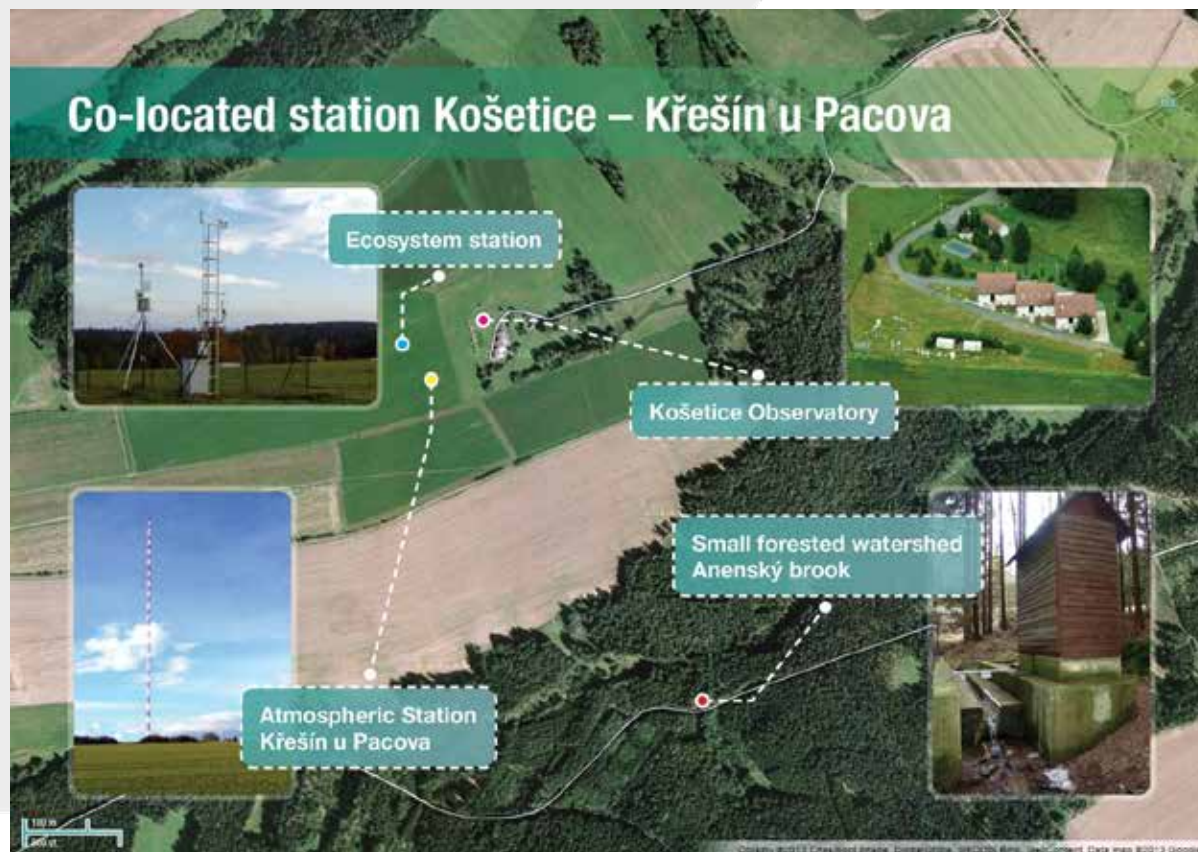 Co-located station Košetice – Křešín u Pacova
Ecosystem station
Košetice Observatory
Small forested watershed
Anenský brook
Atmospheric Station
Křešín u Pacova
100 m